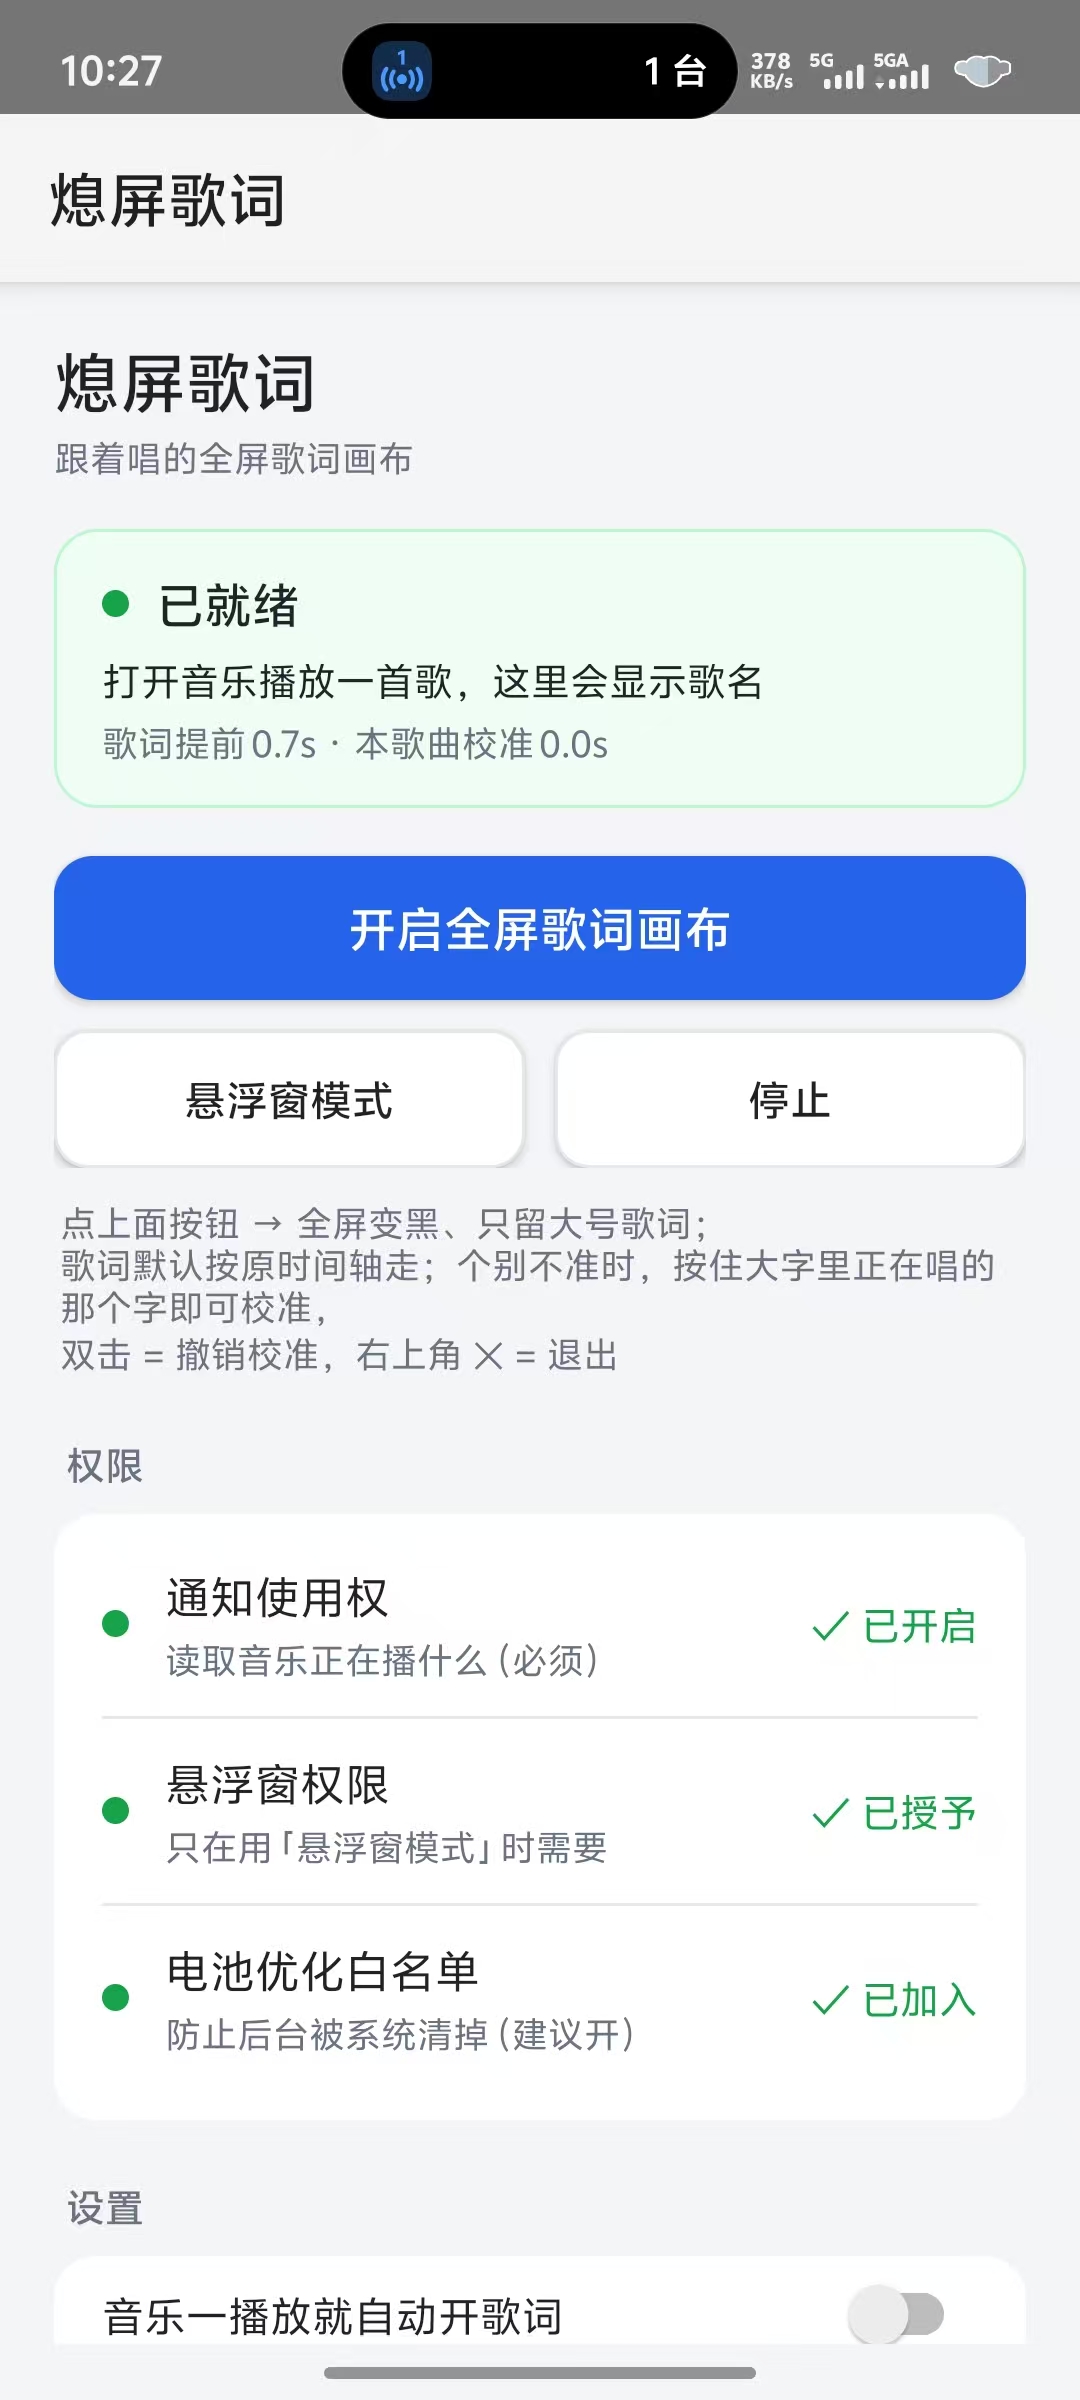 10:27
1
1 台
378 KB/s
5G
5GA
熄屏歌词
熄屏歌词
跟着唱的全屏歌词画布
已就绪
打开音乐播放一首歌，这里会显示歌名
歌词提前0.7s · 本歌曲校准0.0s
开启全屏歌词画布
悬浮窗模式
停止
点上面按钮 → 全屏变黑、只留大号歌词；
歌词默认按原时间轴走；个别不准时，按住大字里正在唱的
那个字即可校准，
双击 = 撤销校准，右上角 ✕ = 退出
权限
通知使用权
读取音乐正在播什么（必须）
✓ 已开启
悬浮窗权限
只在用「悬浮窗模式」时需要
✓ 已授予
电池优化白名单
防止后台被系统清掉（建议开）
✓ 已加入
设置
音乐一播放就自动开歌词